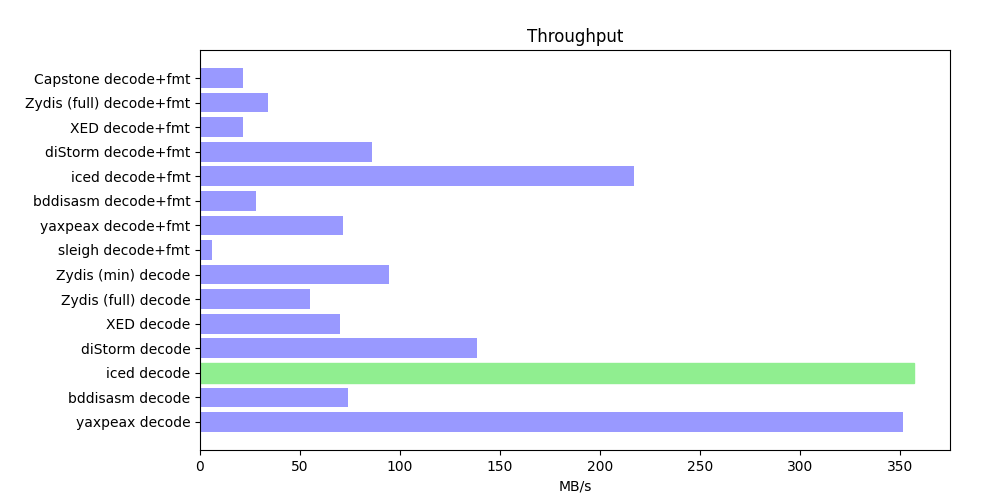 Throughput
Capstone decode+fmt
Zydis (full) decode+fmt
XED decode+fmt
diStorm decode+fmt
iced decode+fmt
bddisasm decode+fmt
yaxpeax decode+fmt
sleigh decode+fmt
Zydis (min) decode
Zydis (full) decode
XED decode
diStorm decode
iced decode
bddisasm decode
yaxpeax decode
0 50 100 150 200 250 300 350
MB/s